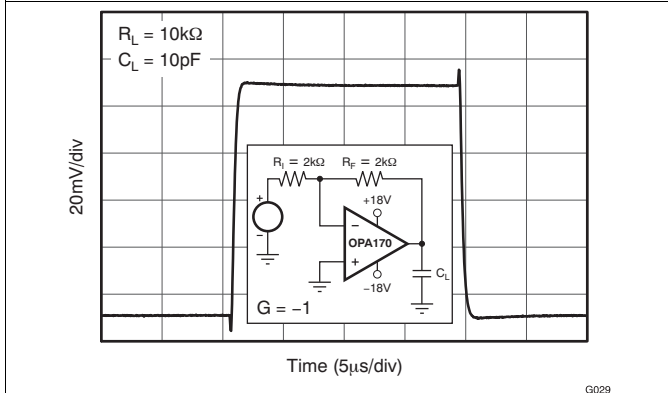 R_L = 10kΩ
C_L = 10pF
20mV/div
R_I = 2kΩ
R_F = 2kΩ
+
−
+18V
−
OPA170
+
−18V
C_L
G = −1
Time (5μs/div)
G029